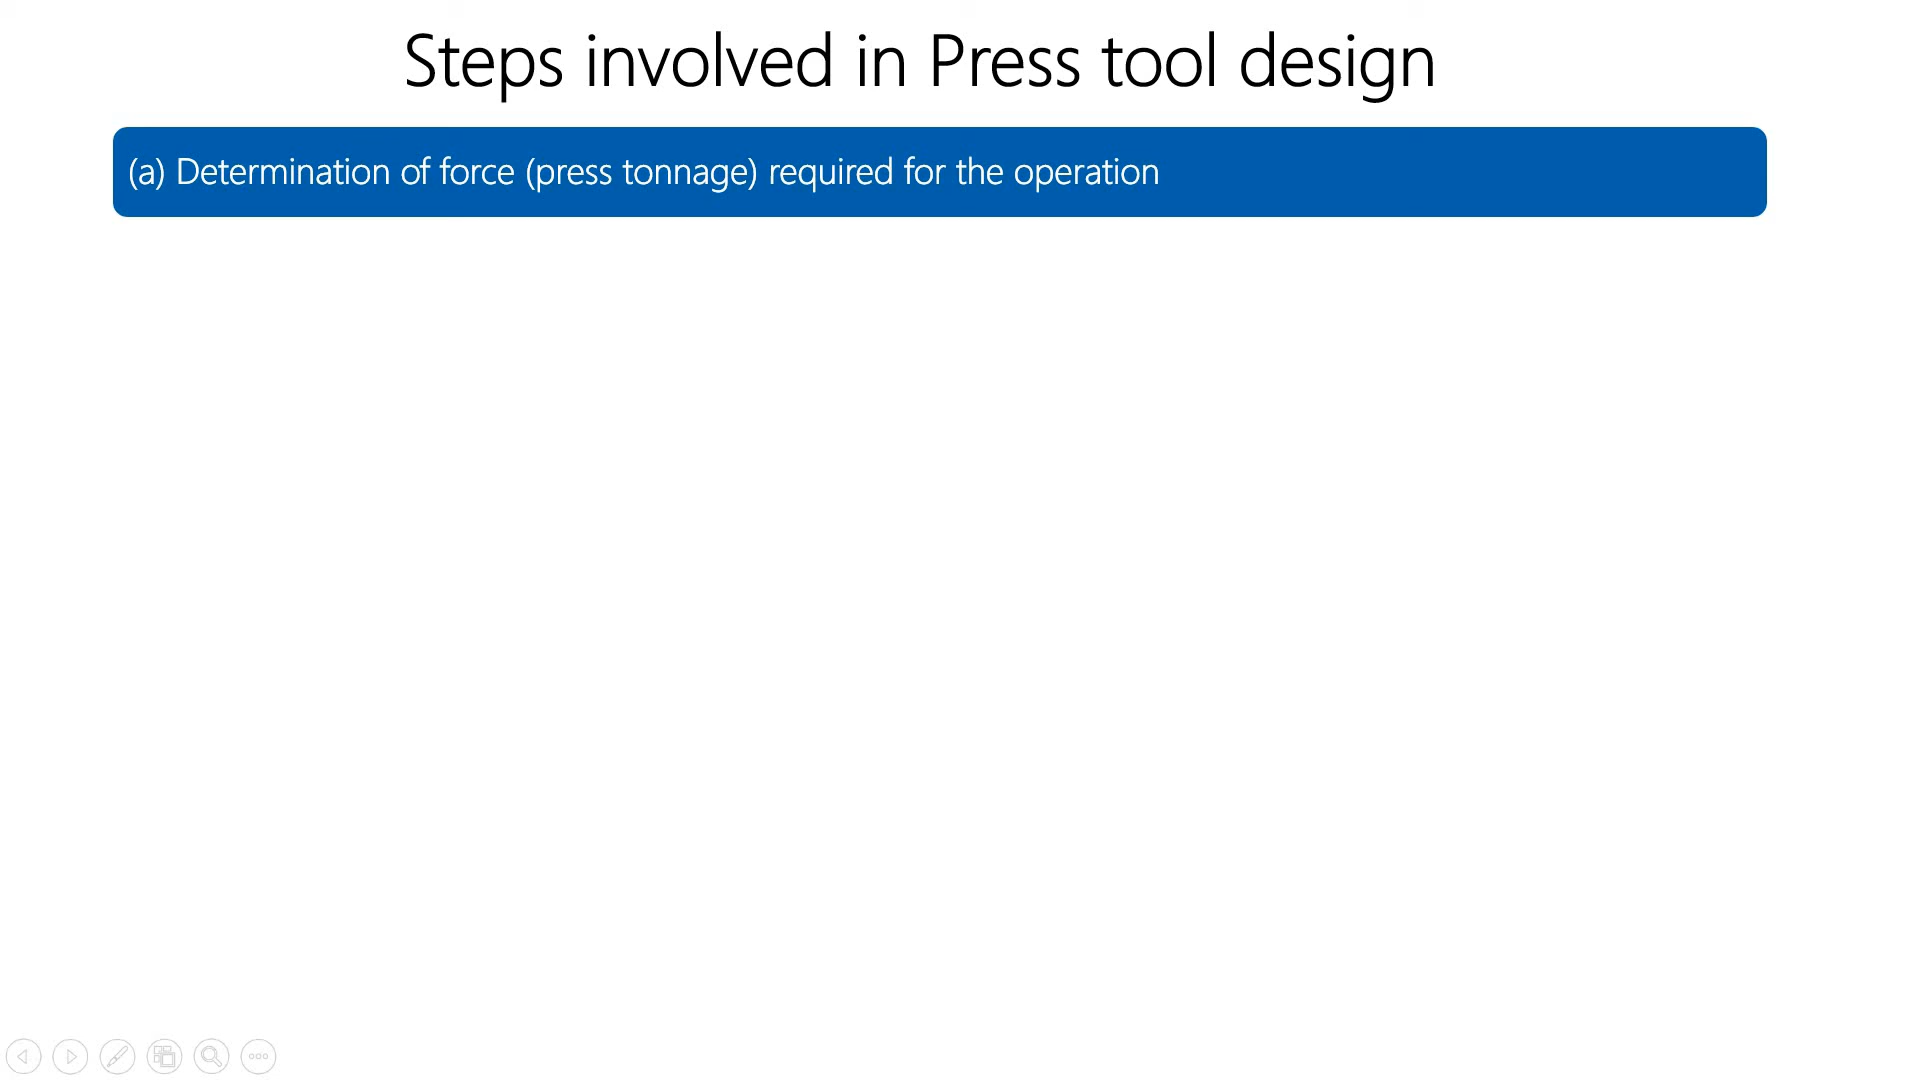 Steps involved in Press tool design
(a) Determination of force (press tonnage) required for the operation